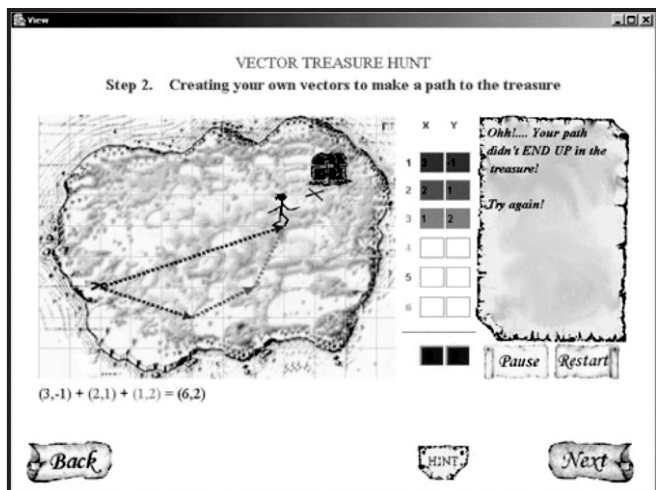 View
VECTOR TREASURE HUNT
Step 2. Creating your own vectors to make a path to the treasure
X Y
1 3 -1
2 2 1
3 1 2
4
5
6
Ohh!.... Your path
didn't END UP in the
treasure!
Try again!
Pause Restart
(3,-1) + (2,1) + (1,2) = (6,2)
Back
HINT
Next